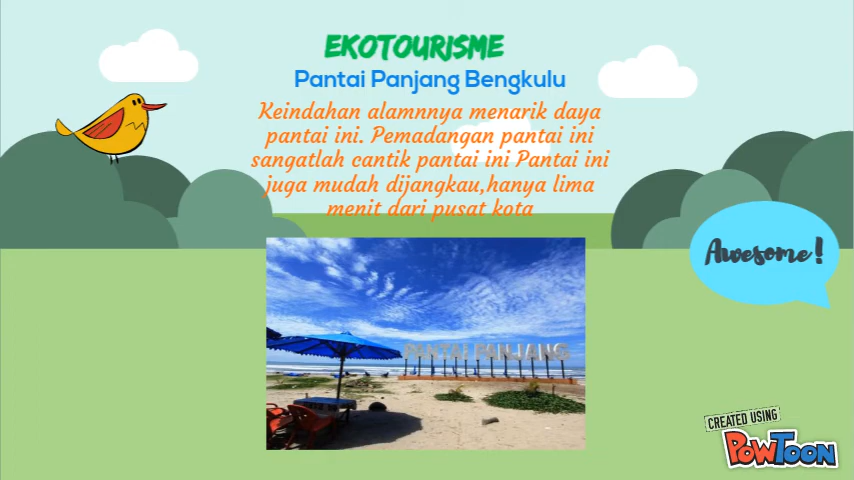 EKOTOURISME
Pantai Panjang Bengkulu
Keindahan alamnnya menarik daya
pantai ini. Pemadangan pantai ini
sangatlah cantik pantai ini Pantai ini
juga mudah dijangkau,hanya lima
menit dari pusat kota
Awesome!
PANTAI PANJANG
CREATED USING
POWTOON